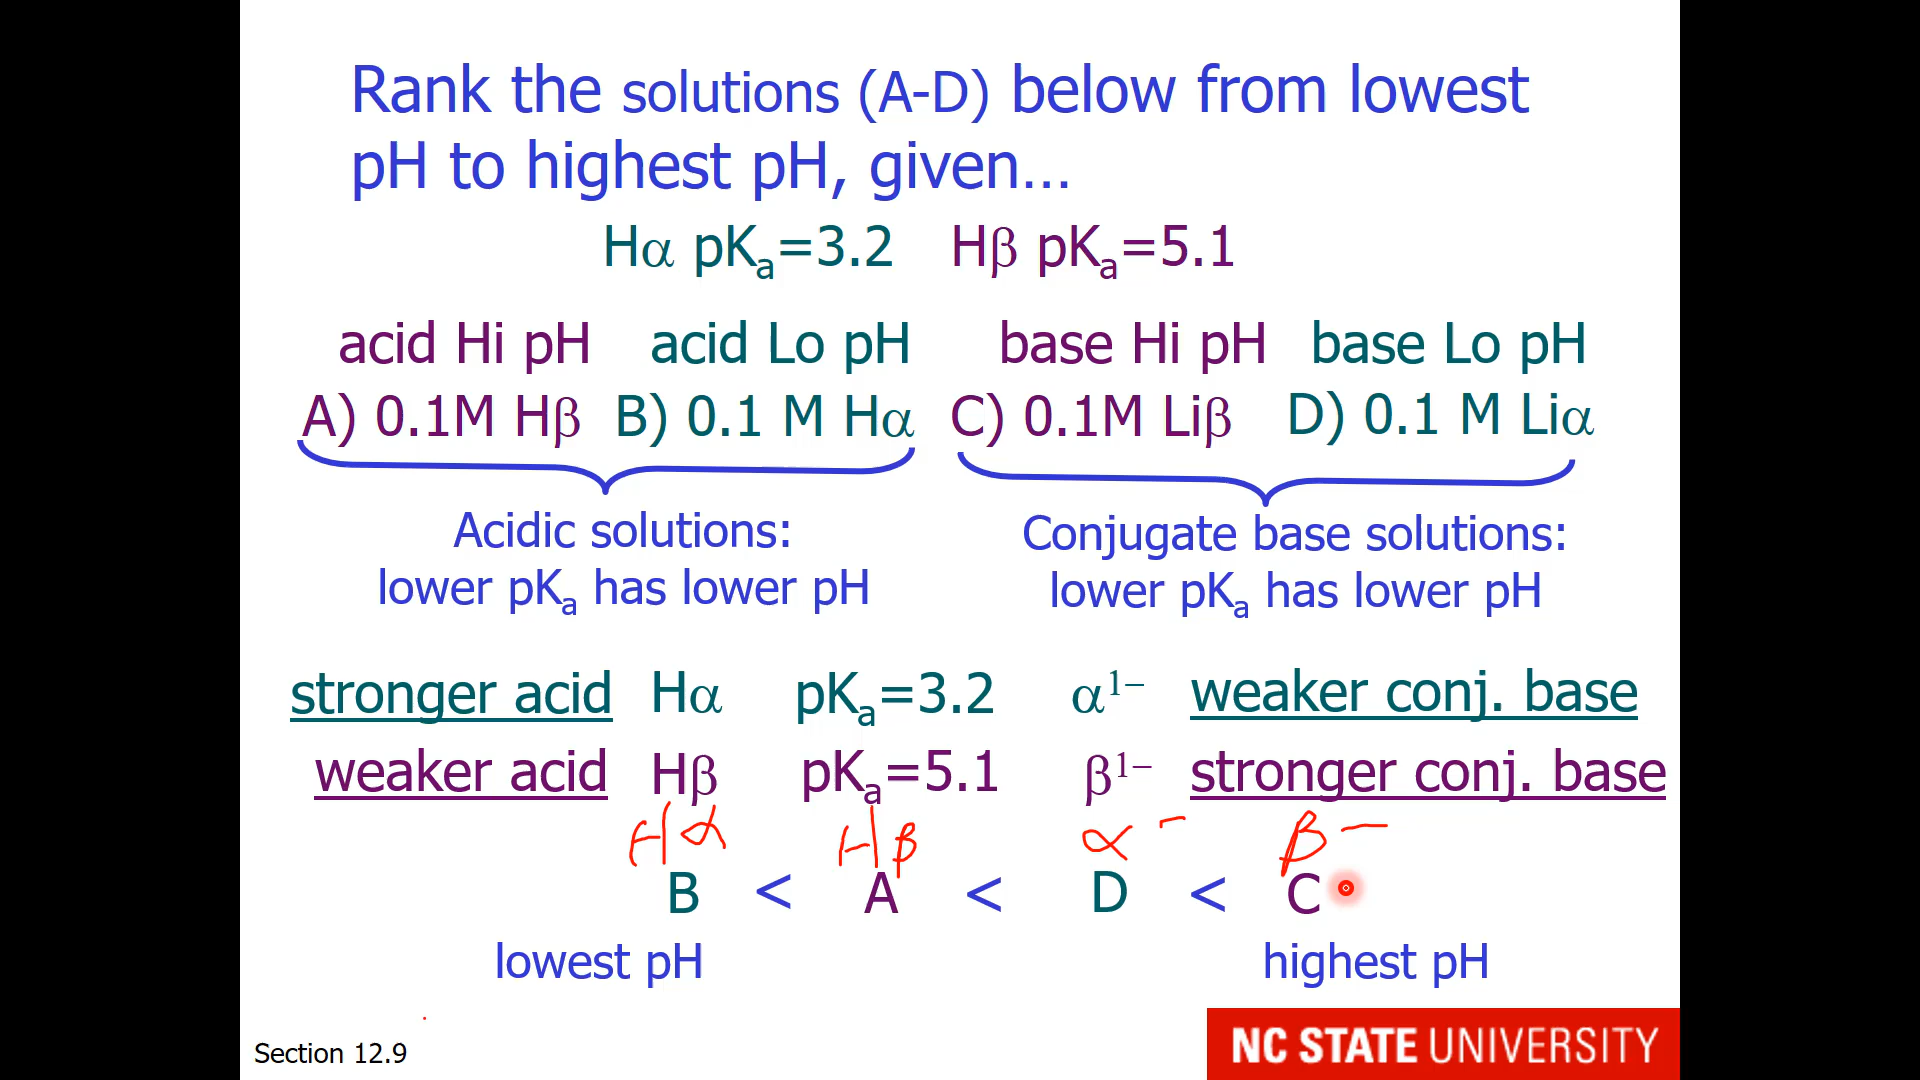 Rank the solutions (A-D) below from lowest
pH to highest pH, given...
Hα pKₐ=3.2 Hβ pKₐ=5.1
acid Hi pH acid Lo pH base Hi pH base Lo pH
A) 0.1M Hβ B) 0.1 M Hα C) 0.1M Liβ D) 0.1 M Liα
Acidic solutions: Conjugate base solutions:
lower pKₐ has lower pH lower pKₐ has lower pH
stronger acid Hα pKₐ=3.2 α¹⁻ weaker conj. base
weaker acid Hβ pKₐ=5.1 β¹⁻ stronger conj. base
Hα Hβ α⁻ β⁻
B < A < D < C
lowest pH highest pH
Section 12.9 NC STATE UNIVERSITY